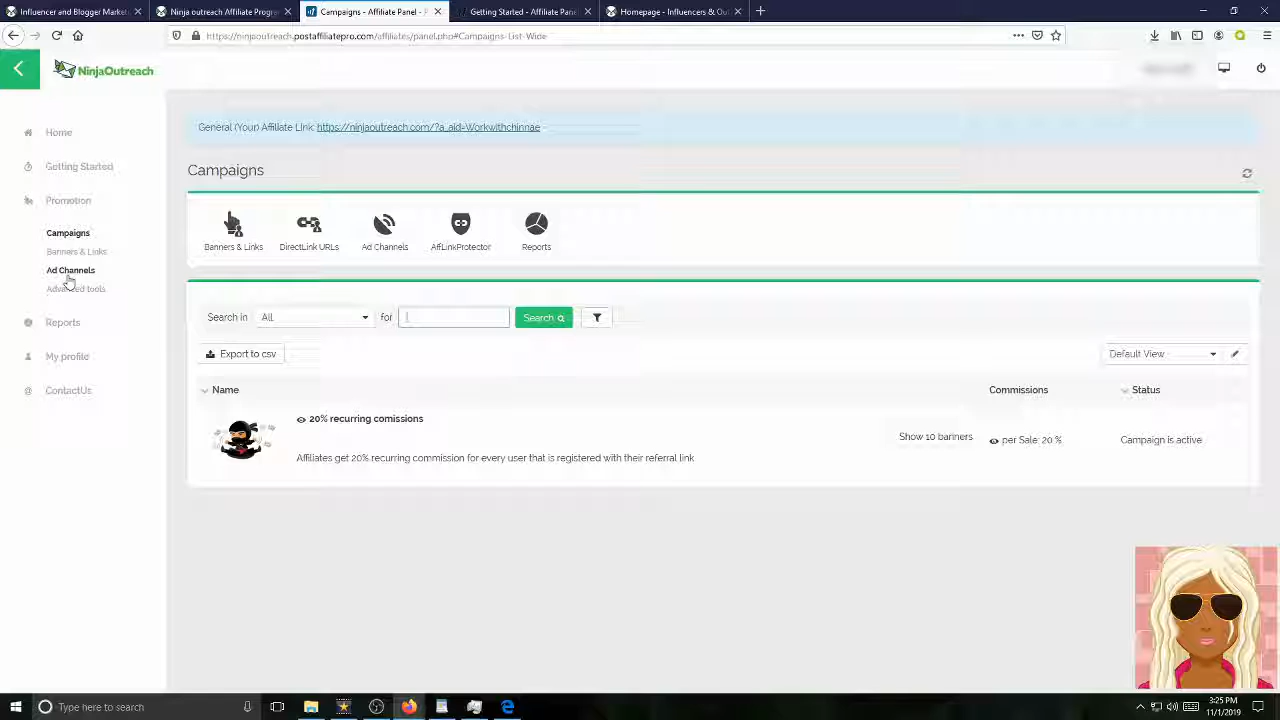 Influencer and Blogger Market
Ninja outreach Affiliate Progra
Campaigns - Affiliate Panel - P
Getting Started - Affiliate Pane
Homepage - Influencers & Out
https://ninjaoutreach.postaffiliatepro.com/affiliates/panel.php#Campaigns-List-Wide
NinjaOutreach
General (Your Affiliate Link: https://ninjaoutreach.com/?a_aid=Workwithchinnae
Home
Getting Started
Promotion
Campaigns
Banners & Links
Ad Channels
Advanced tools
Reports
My profile
ContactUs
Campaigns
Banners & Links
DirectLink URLs
Ad Channels
AffLinkProtector
Reports
Search in
All
for
Search
Export to csv
Default View
Name
Commissions
Status
20% recurring comissions
Show 10 banners
per Sale: 20 %
Campaign is active
Affiliates get 20% recurring commission for every user that is registered with their referral link
Type here to search
3:25 PM
11/1/2019